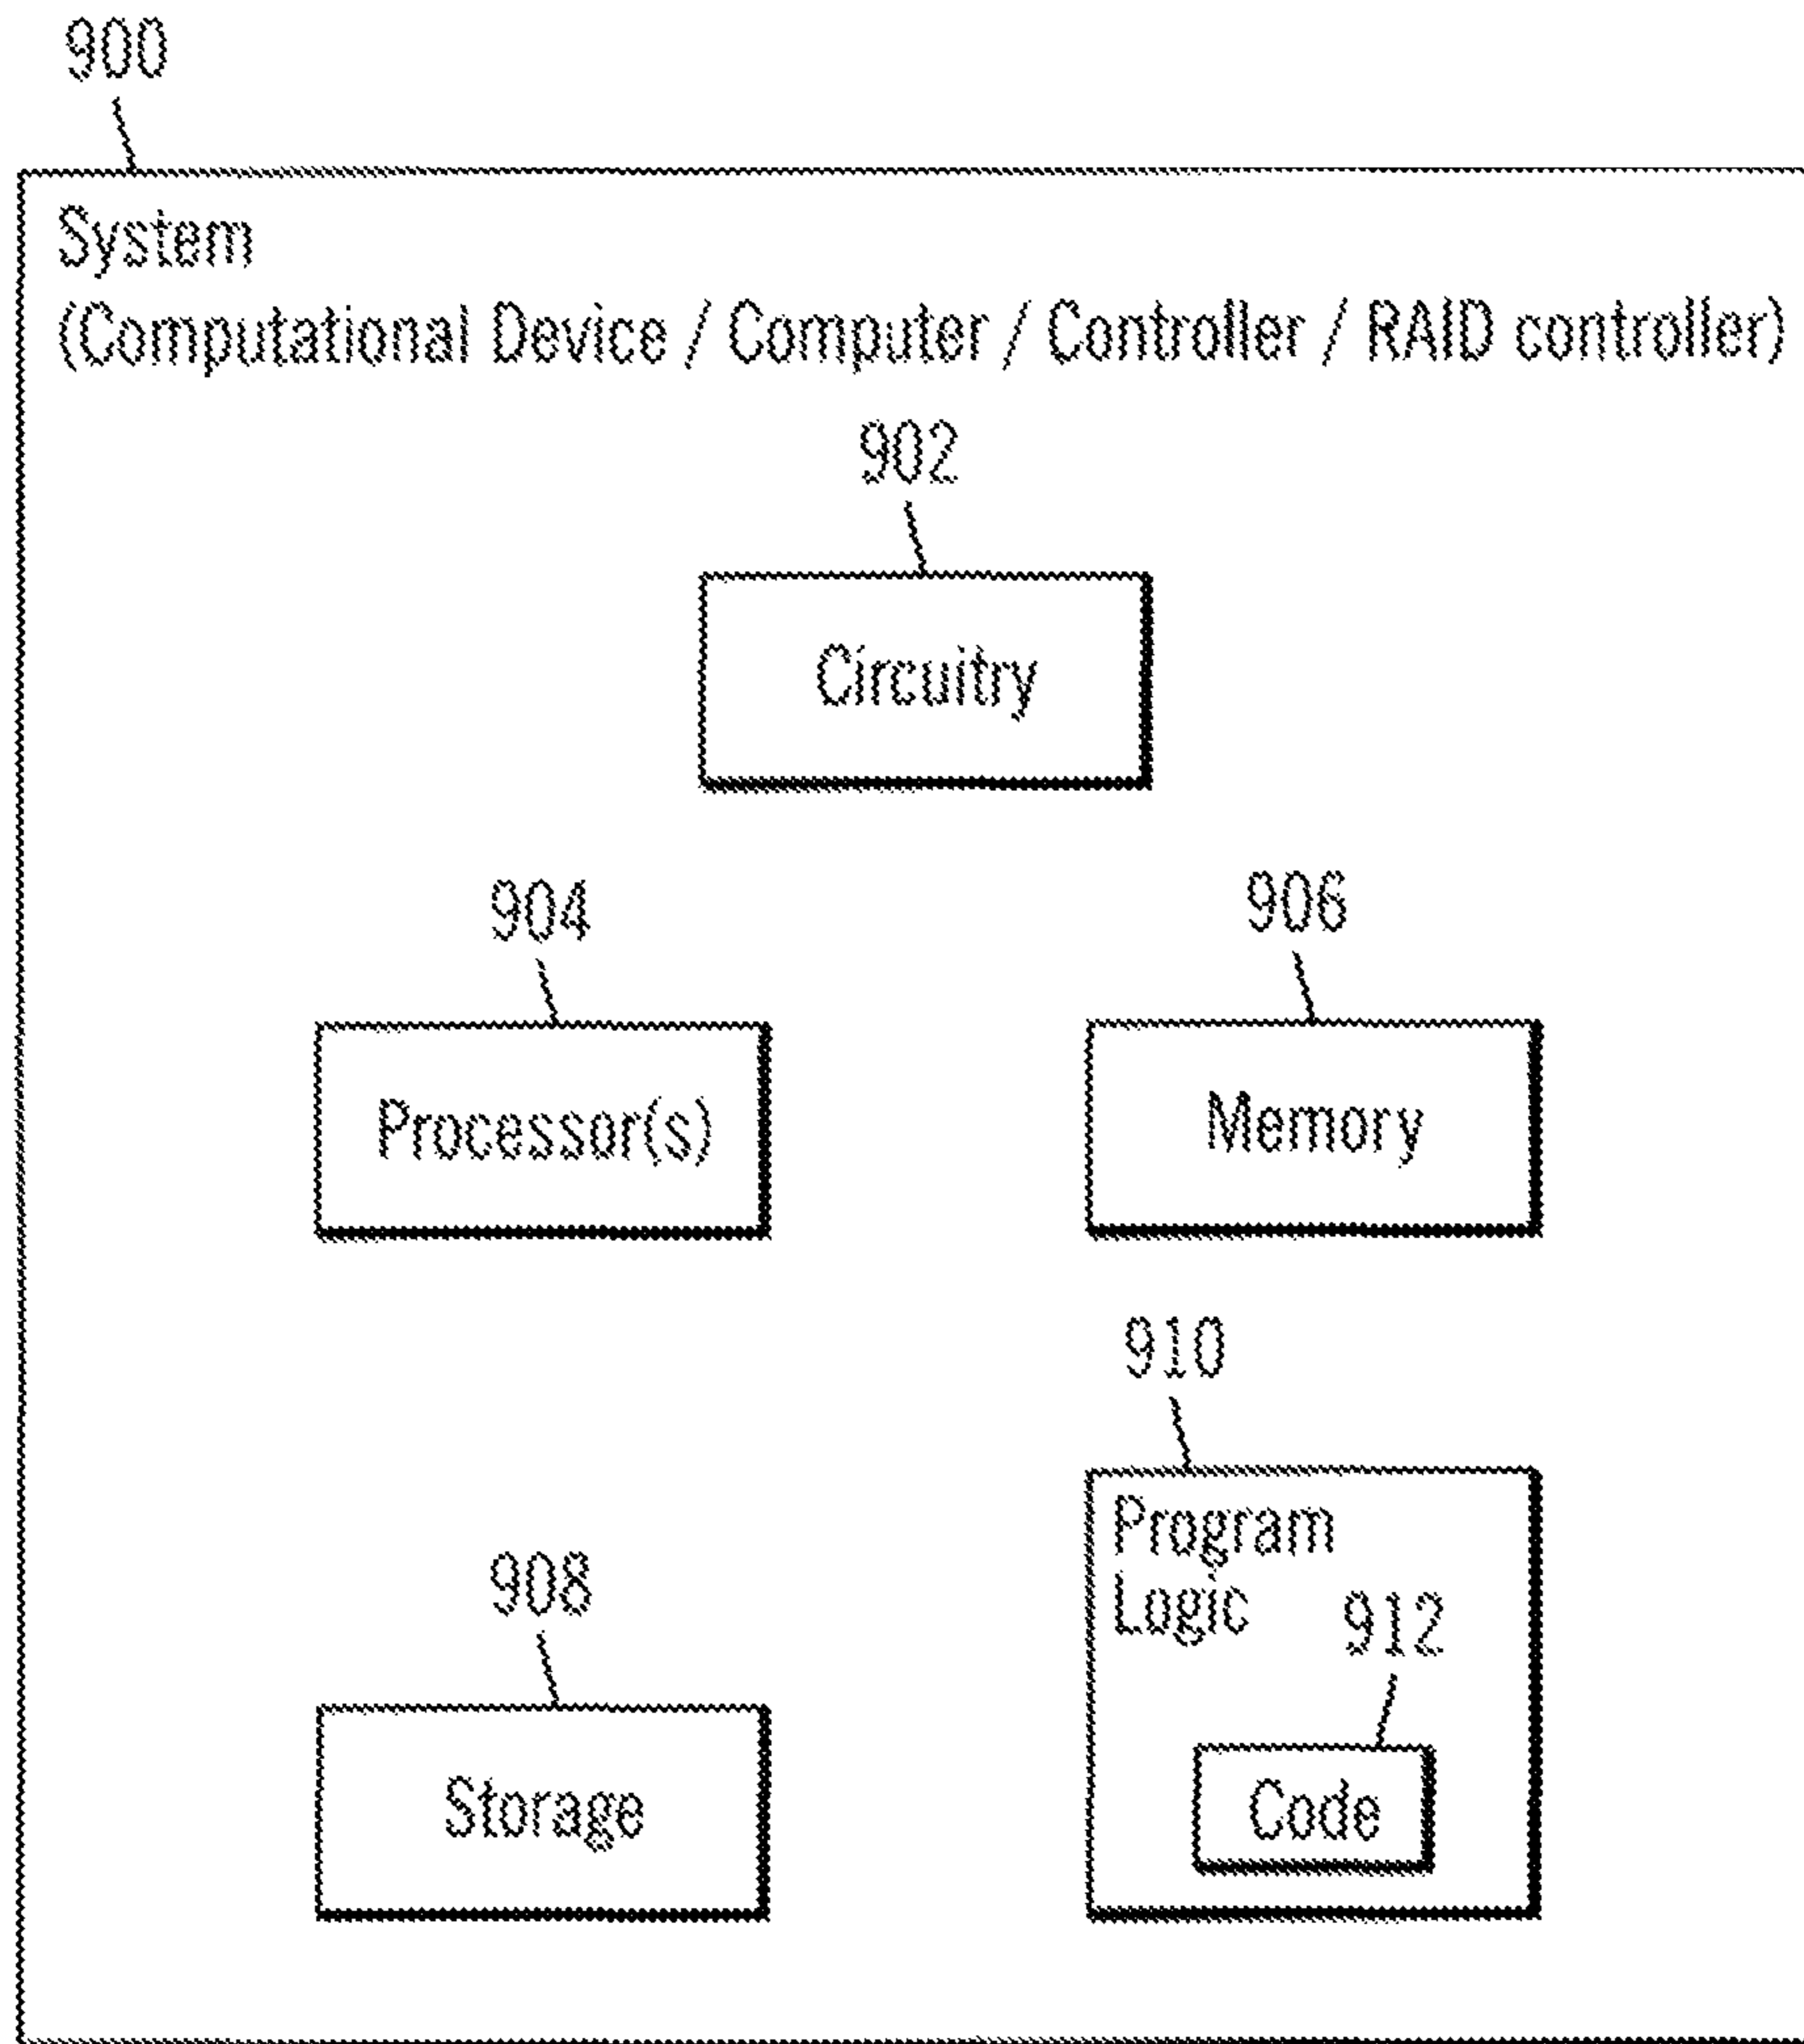 900
System
(Computational Device / Computer / Controller / RAID controller)
902
Circuitry
904
906
Processor(s)
Memory
910
Program
Logic
908
912
Storage
Code